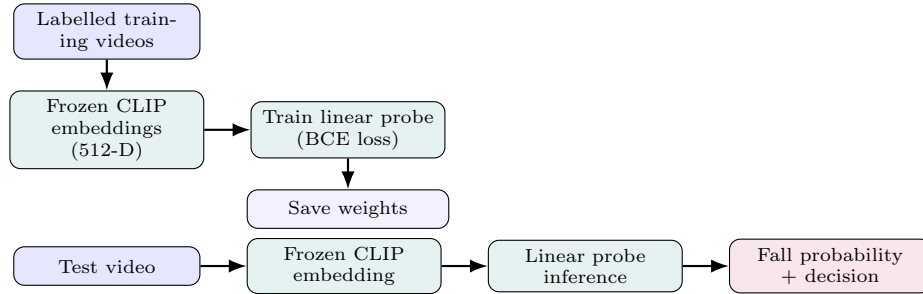 Labelled train-
ing videos
Frozen CLIP
embeddings
(512-D)
Train linear probe
(BCE loss)
Save weights
Test video
Frozen CLIP
embedding
Linear probe
inference
Fall probability
+ decision